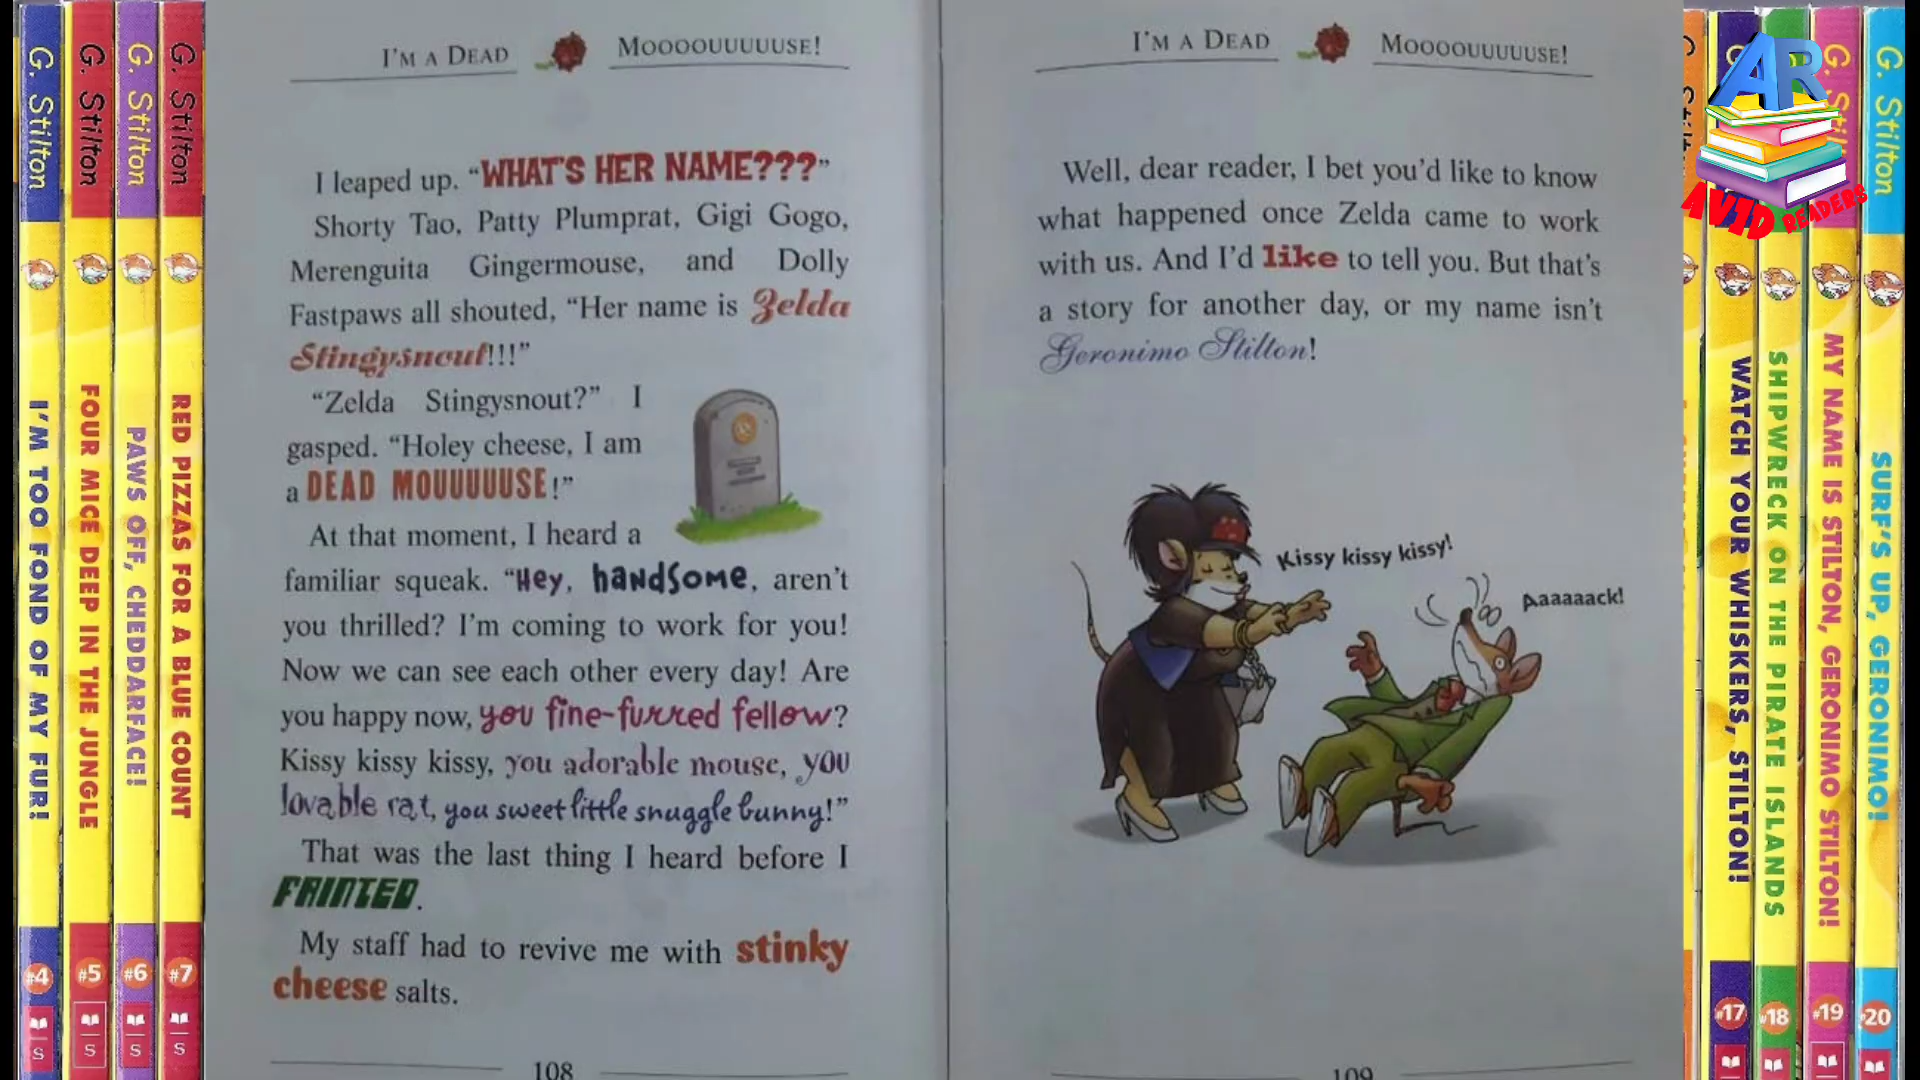 I'M A DEAD MOOOOUUUUUSE!
I leaped up. “WHAT'S HER NAME???”
Shorty Tao, Patty Plumprat, Gigi Gogo,
Merenguita Gingermouse, and Dolly
Fastpaws all shouted, “Her name is Zelda
Stingysnout!!!”
“Zelda Stingysnout?” I
gasped. “Holey cheese, I am
a DEAD MOUUUUUSE!”
At that moment, I heard a
familiar squeak. “Hey, handsome, aren't
you thrilled? I'm coming to work for you!
Now we can see each other every day! Are
you happy now, you fine-furred fellow?
Kissy kissy kissy, you adorable mouse, you
lovable rat, you sweet little snuggle bunny!”
That was the last thing I heard before I
FAINTED.
My staff had to revive me with stinky
cheese salts.
108
I'M A DEAD MOOOOUUUUUUSE!
Well, dear reader, I bet you'd like to know
what happened once Zelda came to work
with us. And I'd like to tell you. But that's
a story for another day, or my name isn't
Geronimo Stilton!
Kissy kissy kissy!
Aaaaaack!
109
G. Stilton I'M TOO FOND OF MY FUR! #4 S
G. Stilton FOUR MICE DEEP IN THE JUNGLE #5 S
G. Stilton PAWS OFF, CHEDDARFACE! #6 S
G. Stilton RED PIZZAS FOR A BLUE COUNT #7 S
WATCH YOUR WHISKERS, STILTON! #17
SHIPWRECK ON THE PIRATE ISLANDS #18
MY NAME IS STILTON, GERONIMO STILTON! #19
G. Stilton SURF'S UP, GERONIMO! #20
AR
AVID READERS